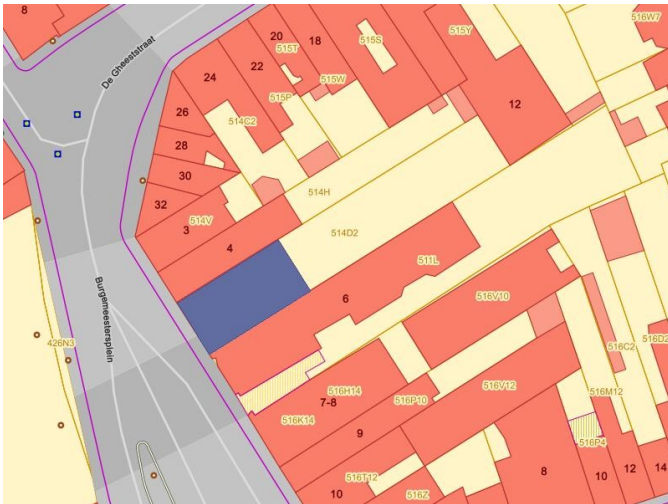 8
De Gheeststraat
20
515T
18
515S
515Y
516W7
24
22
515W
515P
12
26
514C2
28
30
514H
32
514V
3
4
514D2
511L
6
516V10
Burgemeestersplein
426N3
516C2
516D2
516H14
516V12
516M12
7-8
516P10
516K14
9
516P4
516T12
8
10
12
14
10
516Z